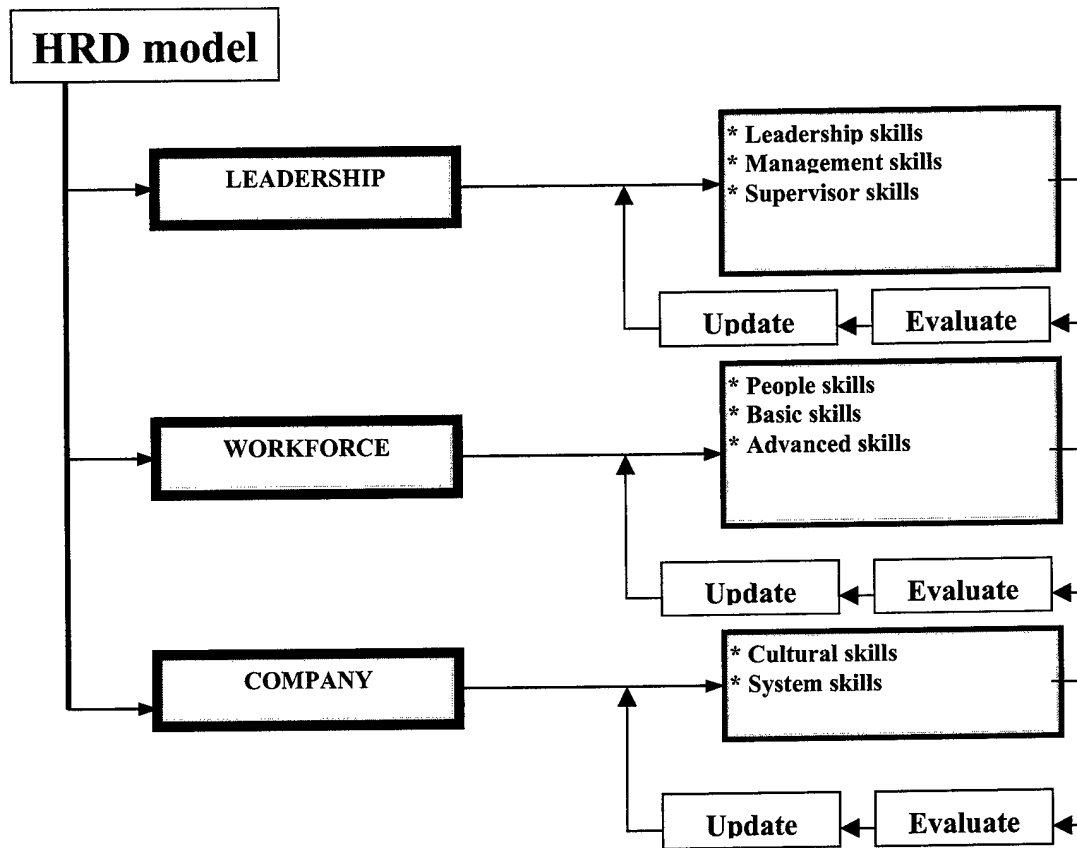 HRD model
LEADERSHIP
* Leadership skills
* Management skills
* Supervisor skills
Update
Evaluate
WORKFORCE
* People skills
* Basic skills
* Advanced skills
Update
Evaluate
COMPANY
* Cultural skills
* System skills
Update
Evaluate